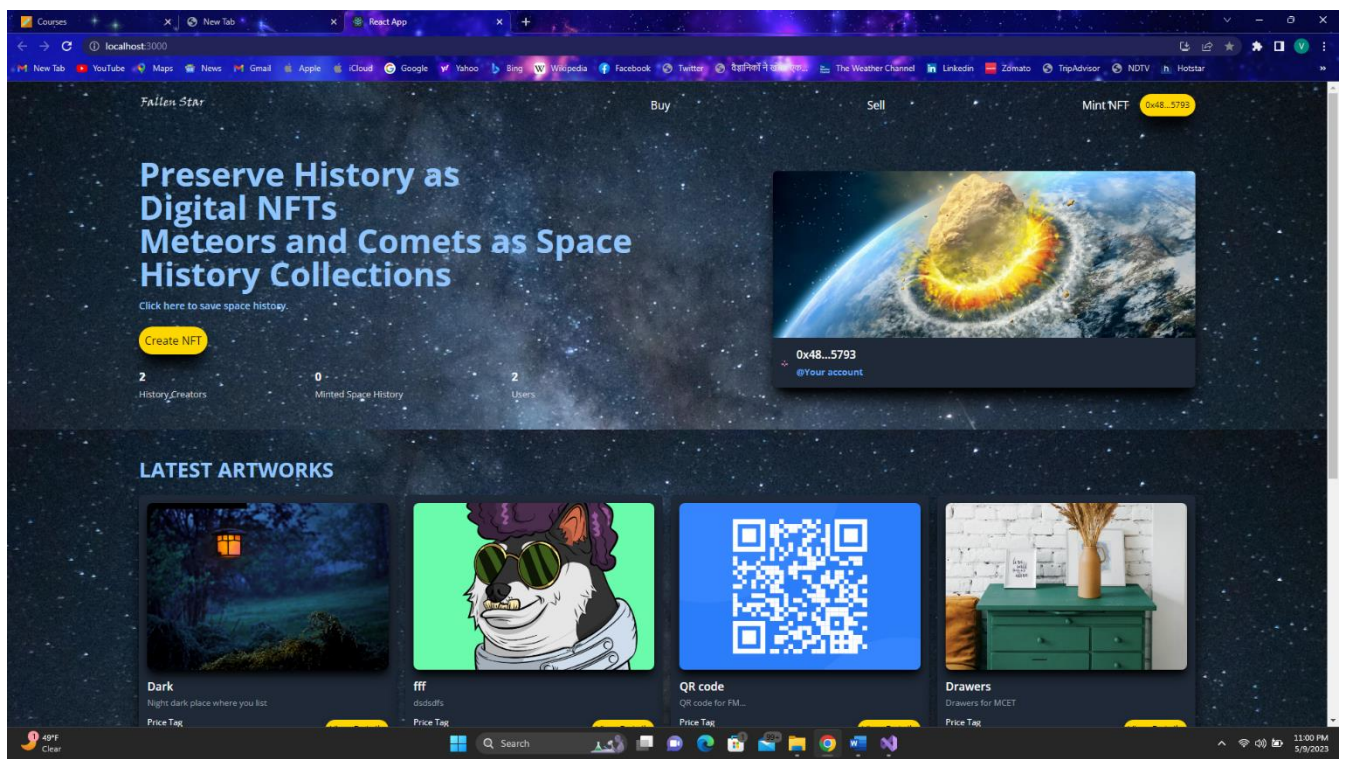 Courses
New Tab
React App
localhost:3000
New Tab
YouTube
Maps
News
Gmail
Apple
iCloud
Google
Yahoo
Bing
Wikipedia
Facebook
Twitter
वैज्ञानिकों ने
The Weather Channel
Linkedin
Zomato
TripAdvisor
NDTV
Hotstar
V
Fallen Star
Buy
Sell
Mint NFT
0x48...5793
Preserve History as
Digital NFTs
Meteors and Comets as Space
History Collections
Click here to save space history.
Create NFT
0x48...5793
@Your account
2
0
2
History Creators
Minted Space History
Users
LATEST ARTWORKS
Dark
fff
QR code
Drawers
Night dark place where you list
dsdsdfs
QR code for FM...
Drawers for MCET
Price Tag
Price Tag
Price Tag
Price Tag
1
49°F
Clear
Search
99+
11:00 PM
5/9/2023